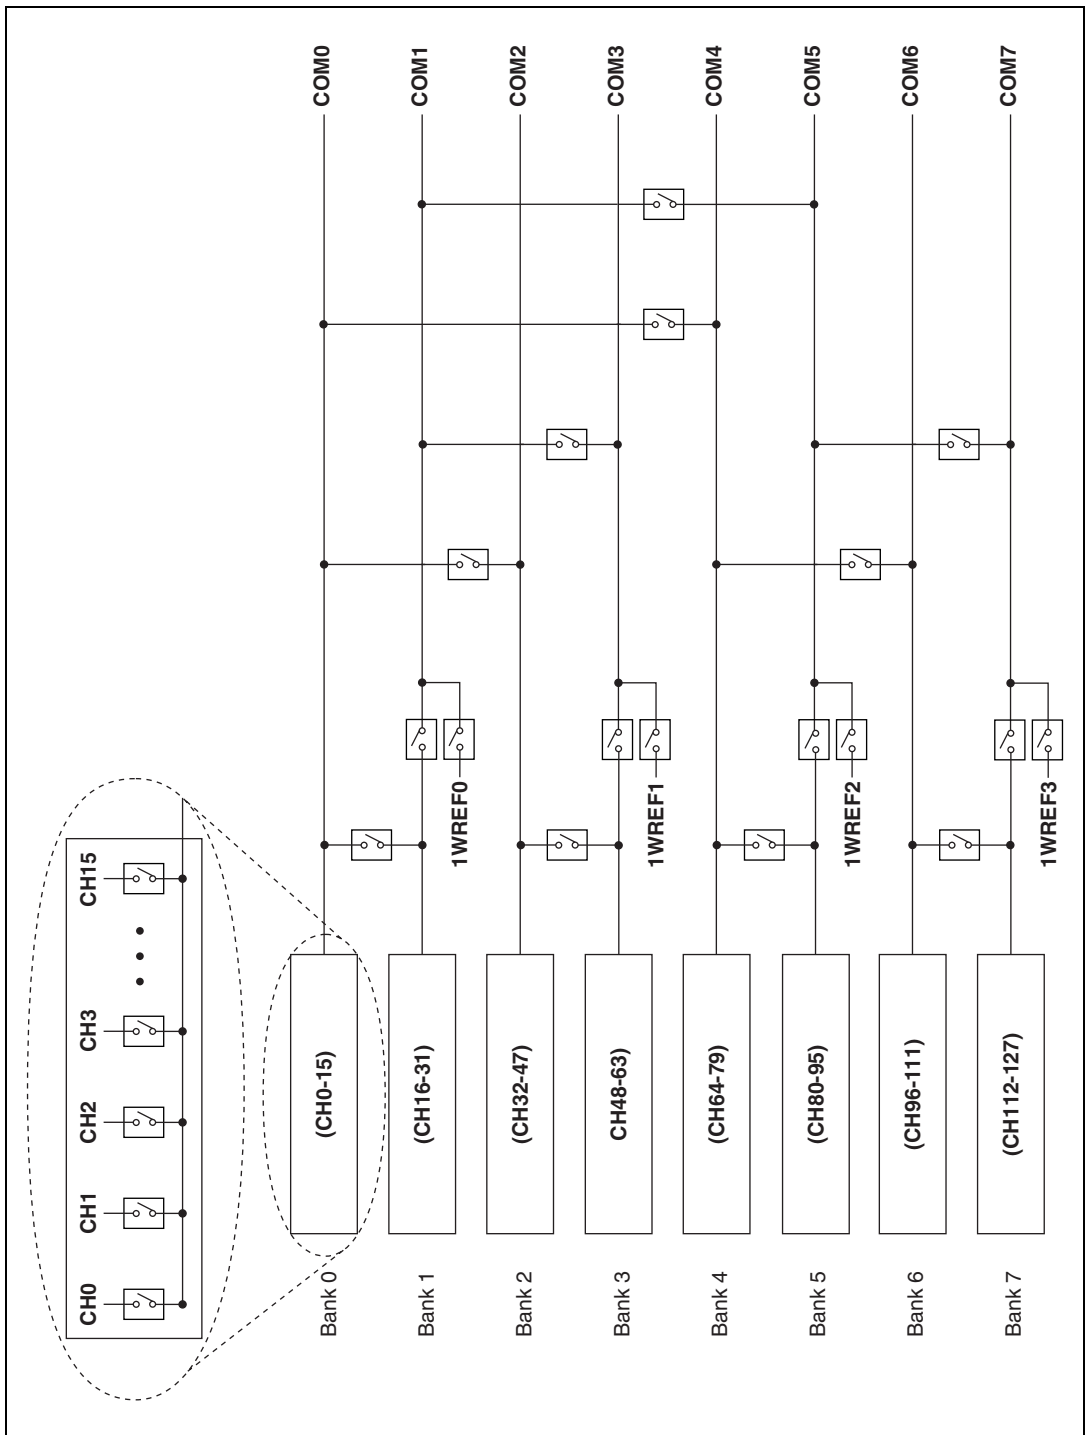 CH0
CH1
CH2
CH3
CH15
Bank 0
(CH0-15)
COM0
Bank 1
(CH16-31)
1WREF0
COM1
Bank 2
(CH32-47)
COM2
Bank 3
CH48-63)
1WREF1
COM3
Bank 4
(CH64-79)
COM4
Bank 5
(CH80-95)
1WREF2
COM5
Bank 6
(CH96-111)
COM6
Bank 7
(CH112-127)
1WREF3
COM7